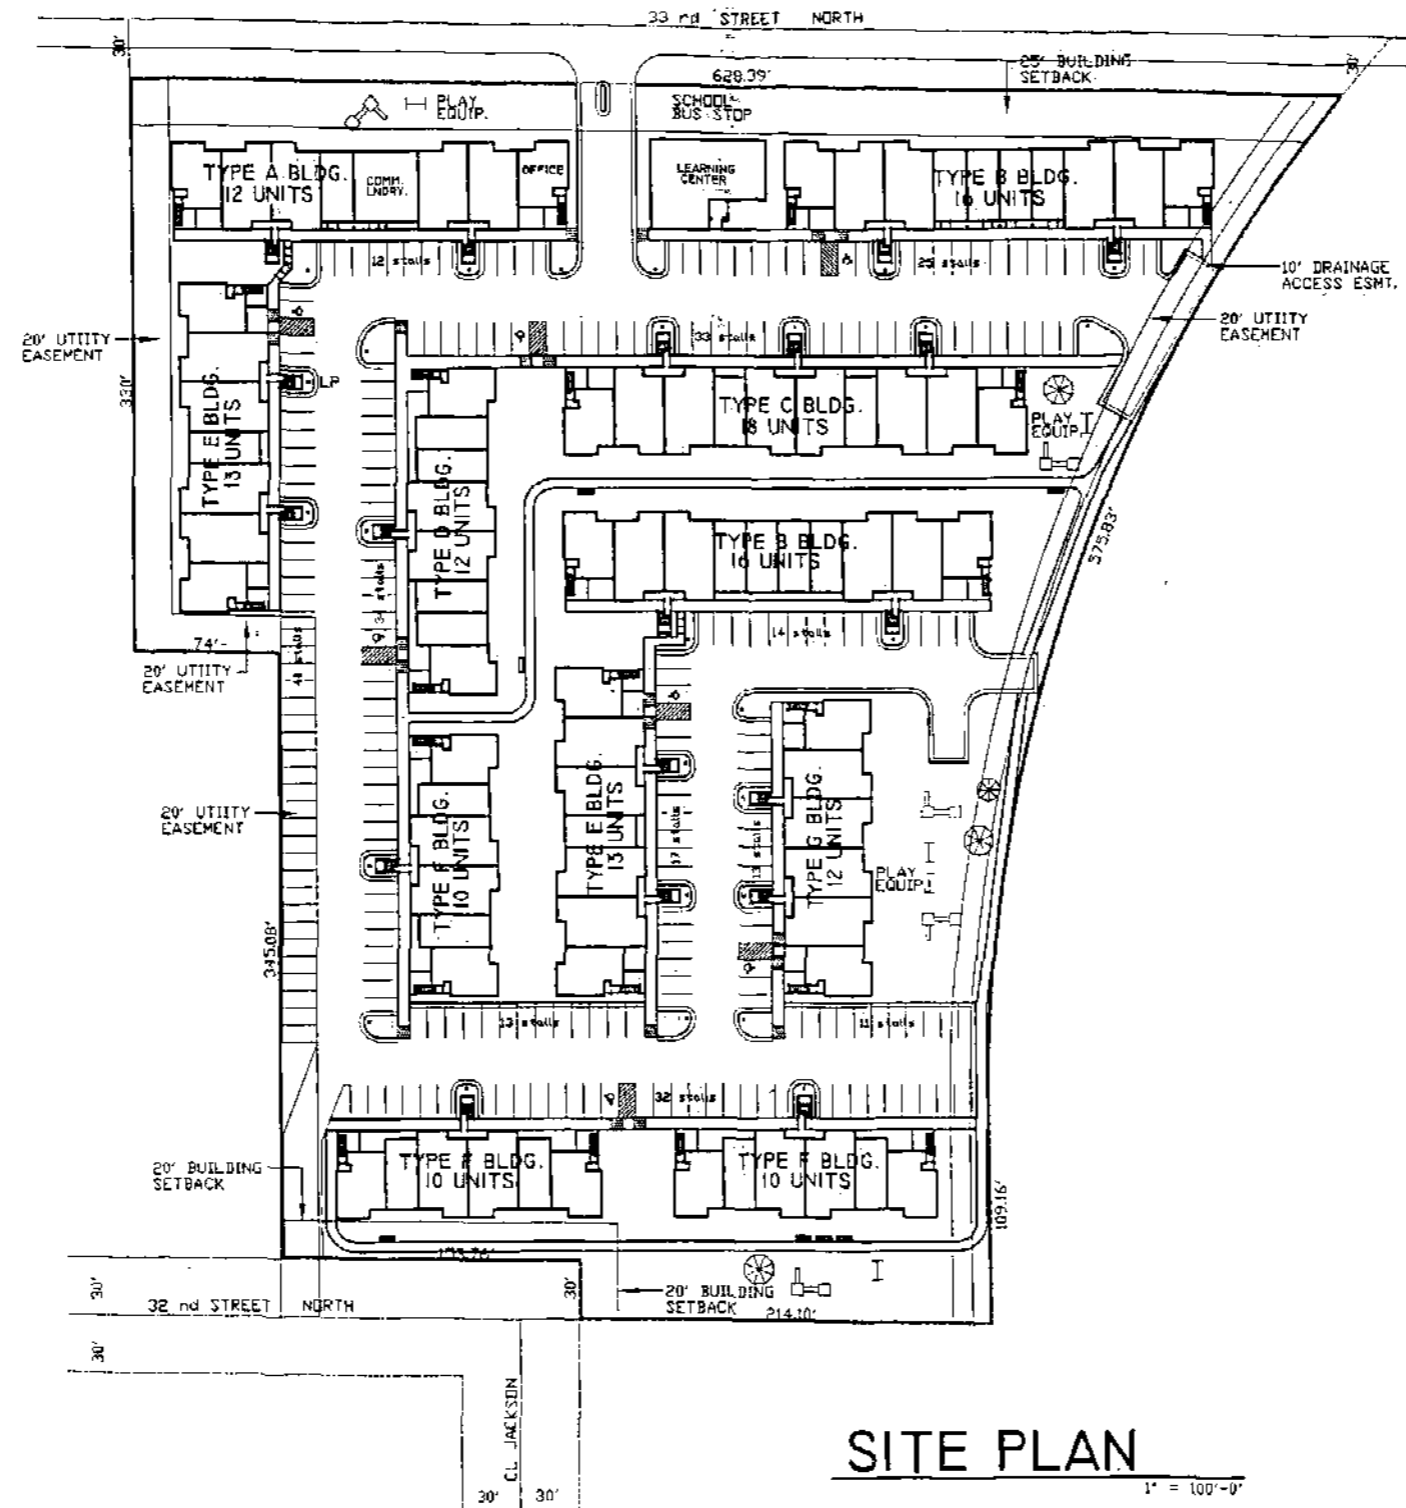 33 rd STREET NORTH
30'
30'
628.39'
25' BUILDING
SETBACK
PLAY
EQUIP.
SCHOOL
BUS STOP
TYPE A BLDG.
12 UNITS
COMM.
LNDRY.
OFFICE
LEARNING
CENTER
TYPE B BLDG.
16 UNITS
12 stalls
25 stalls
10' DRAINAGE
ACCESS ESMT.
20' UTIITY
EASEMENT
20' UTIITY
EASEMENT
330'
33 stalls
LP
TYPE E BLDG.
13 UNITS
TYPE C BLDG.
18 UNITS
PLAY
EQUIP.
TYPE D BLDG.
12 UNITS
575.83'
TYPE B BLDG.
16 UNITS
31 stalls
14 stalls
74'-
48 stalls
20' UTIITY
EASEMENT
20' UTIITY
EASEMENT
TYPE F BLDG.
10 UNITS
TYPE E BLDG.
13 UNITS
37 stalls
13 stalls
TYPE G BLDG.
12 UNITS
PLAY
EQUIP.
345.08'
13 stalls
11 stalls
32 stalls
20' BUILDING
SETBACK
TYPE F BLDG.
10 UNITS
TYPE F BLDG.
10 UNITS
109.16'
30'
30'
32 nd STREET NORTH
20' BUILDING
SETBACK
214.10'
30'
CL JACKSON
30'
30'
SITE PLAN
1" = 100'-0"